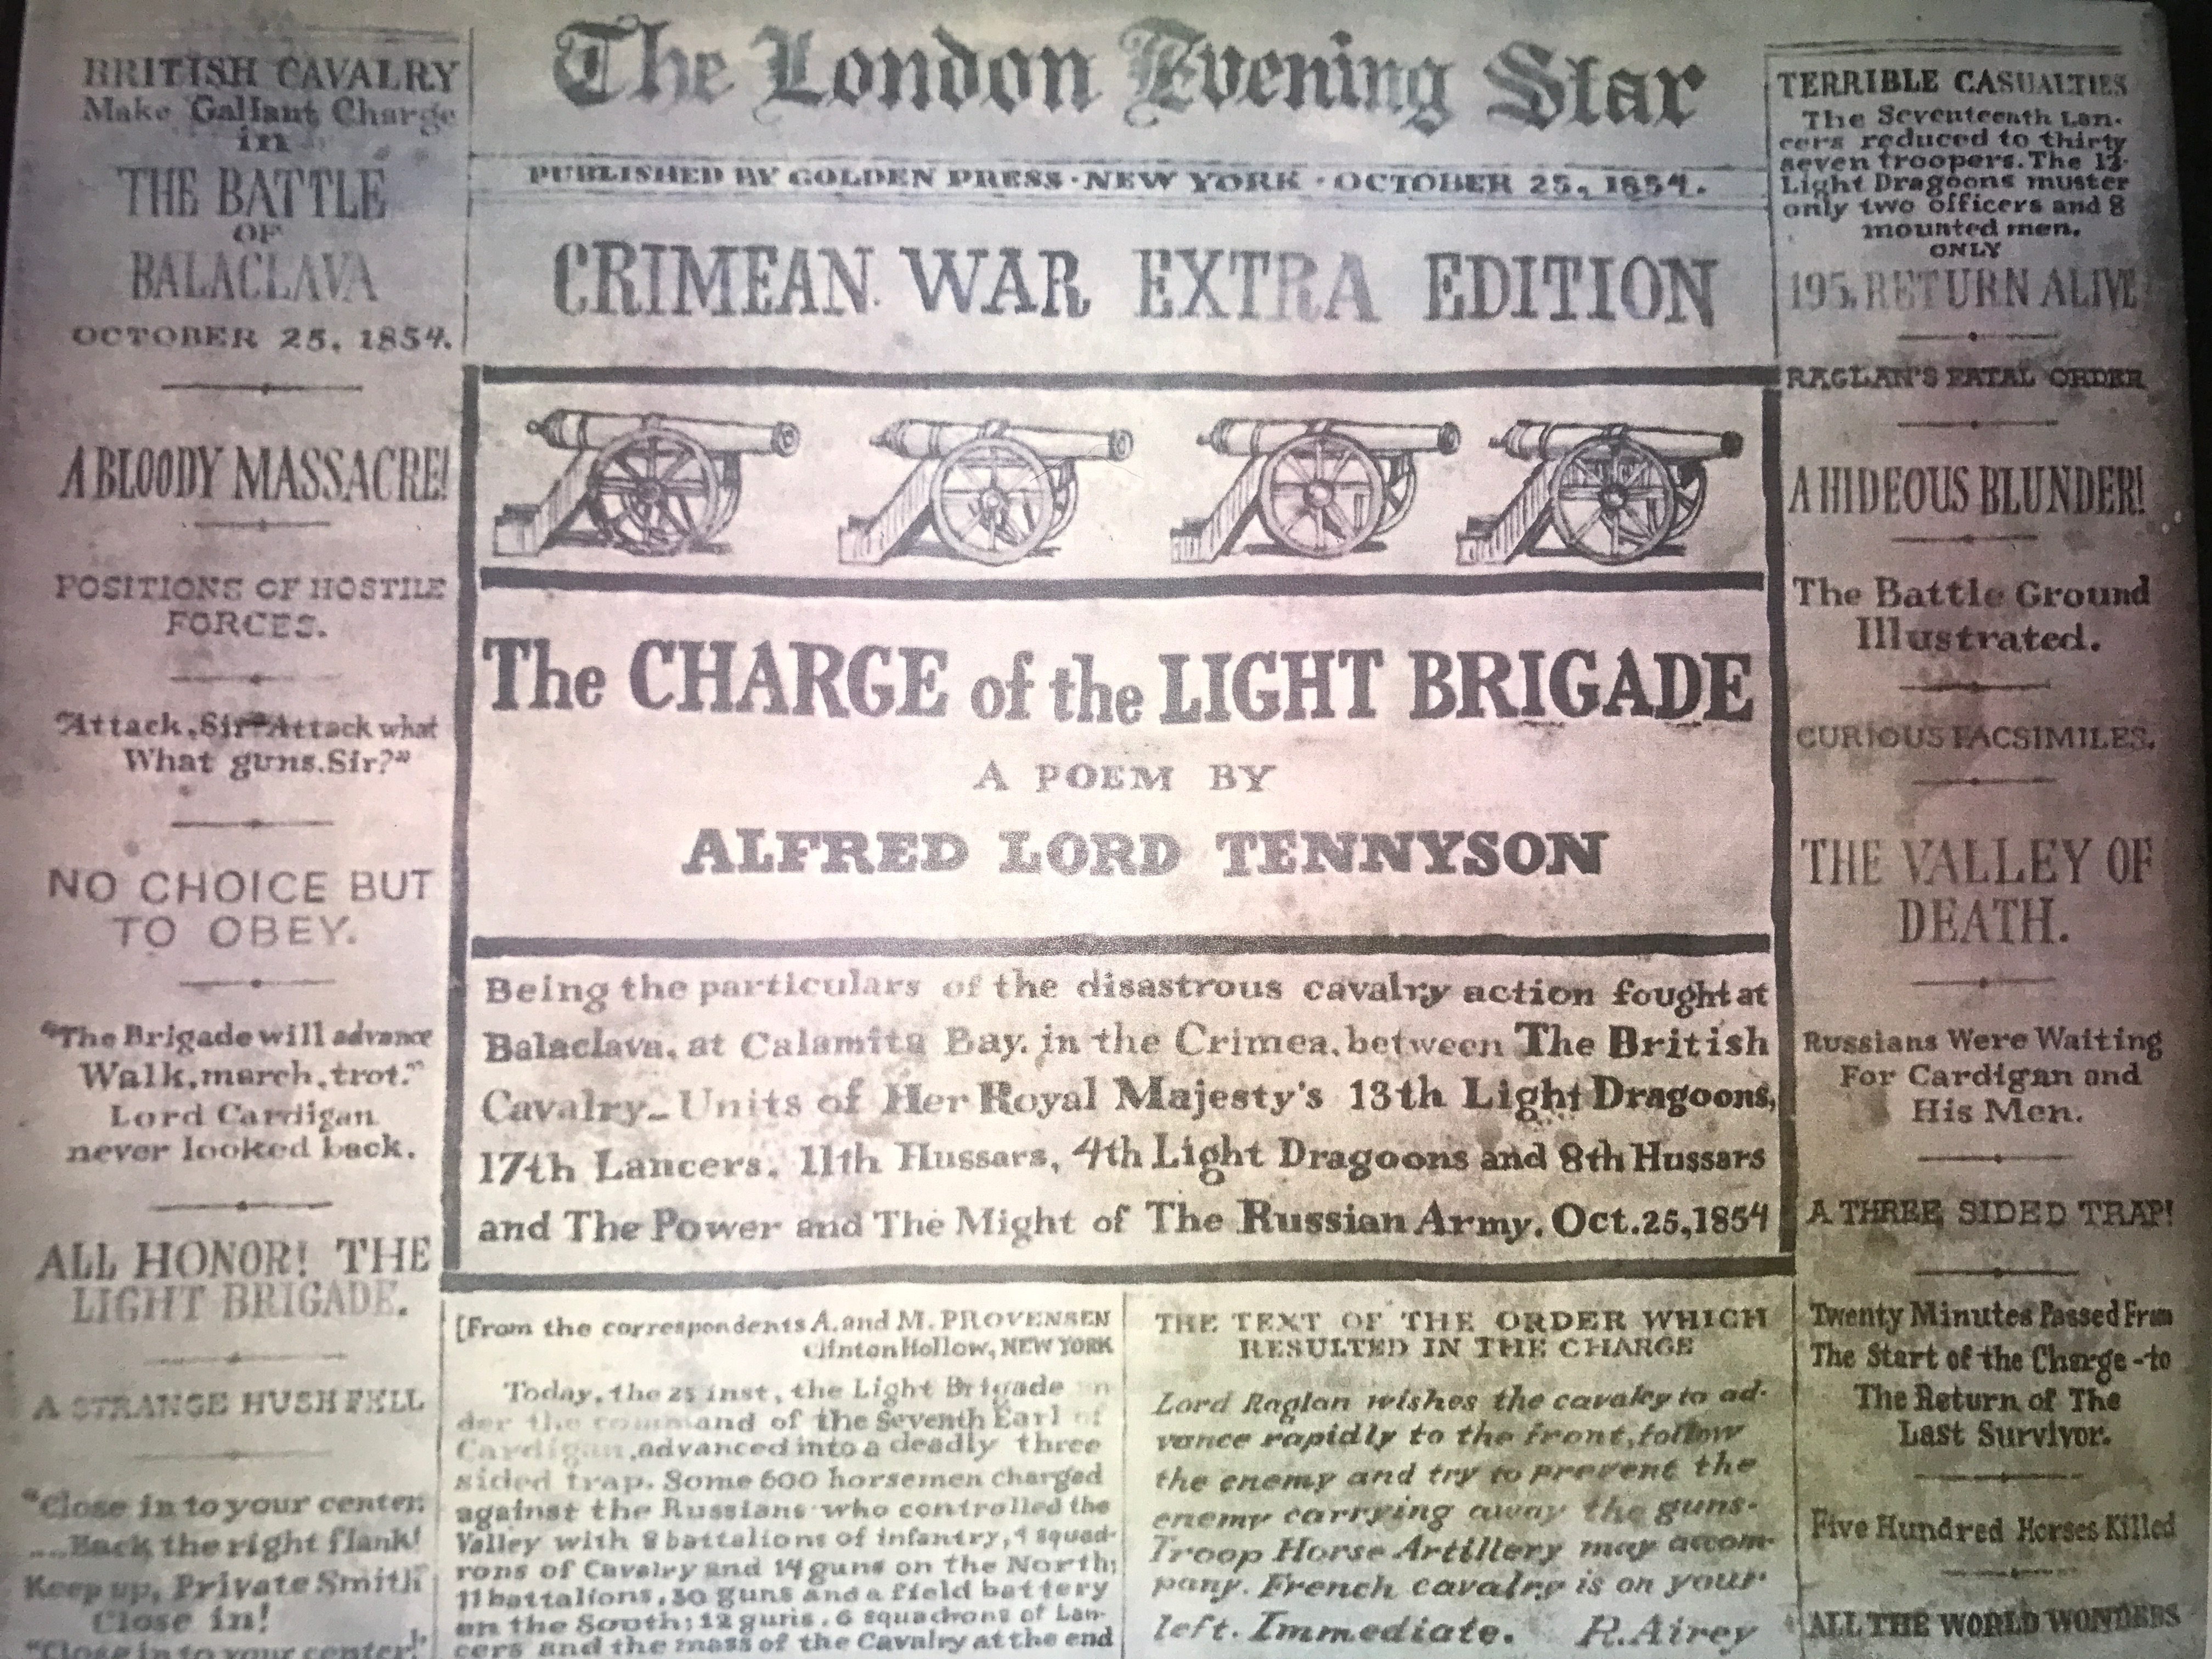 The London Evening Star
PUBLISHED BY GOLDEN PRESS · NEW YORK · OCTOBER 25, 1854.
CRIMEAN WAR EXTRA EDITION
BRITISH CAVALRY
Make Gallant Charge
in
THE BATTLE
OF
BALACLAVA
OCTOBER 25, 1854.
A BLOODY MASSACRE!
POSITIONS OF HOSTILE
FORCES.
"Attack, Sir Attack what
What guns. Sir?"
NO CHOICE BUT
TO OBEY.
"The Brigade will advance
Walk, march, trot."
Lord Cardigan
never looked back.
ALL HONOR! THE
LIGHT BRIGADE.
A STRANGE HUSH FELL
"Close in to your center.
....Back the right flank!
Keep up, Private Smith
Close in!
"Close in to your center!"
The CHARGE of the LIGHT BRIGADE
A POEM BY
ALFRED LORD TENNYSON
Being the particulars of the disastrous cavalry action fought at
Balaclava, at Calamita Bay, in the Crimea, between The British
Cavalry_ Units of Her Royal Majesty's 13th Light Dragoons,
17th Lancers, 11th Hussars, 4th Light Dragoons and 8th Hussars
and The Power and The Might of The Russian Army. Oct. 25, 1854
[From the correspondents A. and M. PROVENSEN
Clinton Hollow, NEW YORK
Today, the 25 inst, the Light Brigade un
der the command of the Seventh Earl of
Cardigan, advanced into a deadly three
sided trap. Some 600 horsemen charged
against the Russians who controlled the
Valley with 8 battalions of infantry, 4 squad-
rons of Cavalry and 14 guns on the North;
11 battalions, 30 guns and a field battery
on the South; 12 guns, 6 squadrons of Lan-
cers and the mass of the Cavalry at the end
THE TEXT OF THE ORDER WHICH
RESULTED IN THE CHARGE
Lord Raglan wishes the cavalry to ad-
vance rapidly to the front, follow
the enemy and try to prevent the
enemy carrying away the guns.
Troop Horse Artillery may accom-
pany. French cavalry is on your
left. Immediate. R. Airey
TERRIBLE CASUALTIES
The Seventeenth Lan-
cers reduced to thirty
seven troopers. The 13
Light Dragoons muster
only two officers and 8
mounted men.
ONLY
195, RETURN ALIVE
RAGLAN'S FATAL ORDER
A HIDEOUS BLUNDER!
The Battle Ground
Illustrated.
CURIOUS FACSIMILES.
THE VALLEY OF
DEATH.
Russians Were Waiting
For Cardigan and
His Men.
A THREE SIDED TRAP!
Twenty Minutes Passed From
The Start of the Charge - to
The Return of The
Last Survivor.
Five Hundred Horses Killed
ALL THE WORLD WONDERS